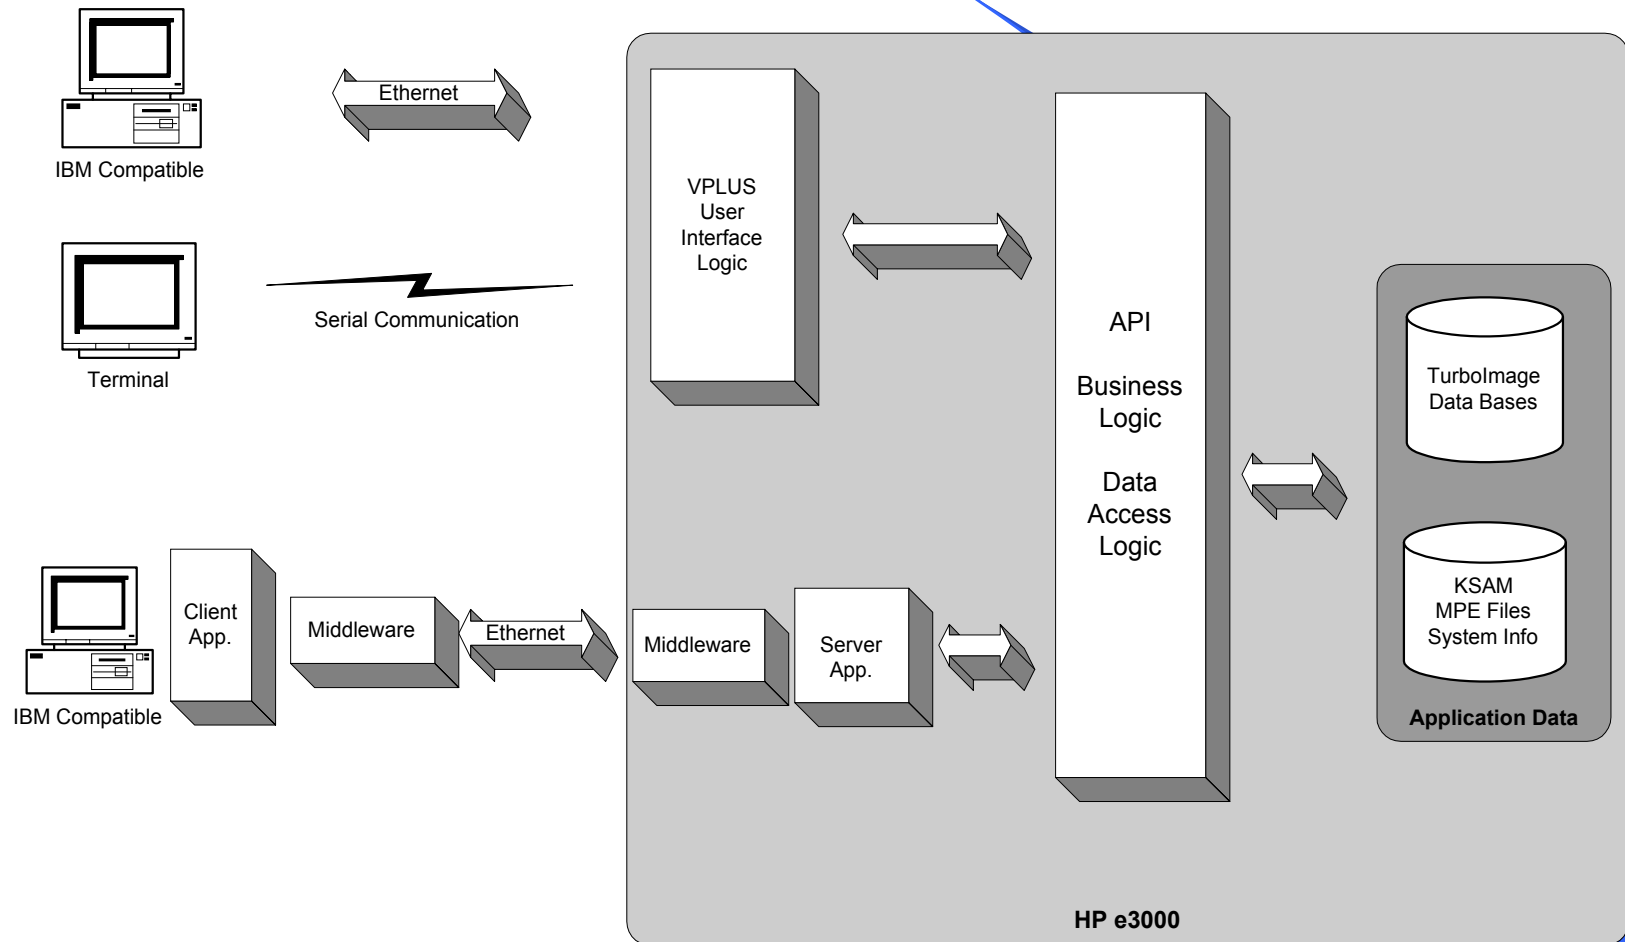 Ethernet
IBM Compatible
VPLUS
User
Interface
Logic
Serial Communication
Terminal
API
Business
Logic
Data
Access
Logic
TurboImage
Data Bases
KSAM
MPE Files
System Info
Application Data
Client
App.
Middleware
Ethernet
Middleware
Server
App.
IBM Compatible
HP e3000